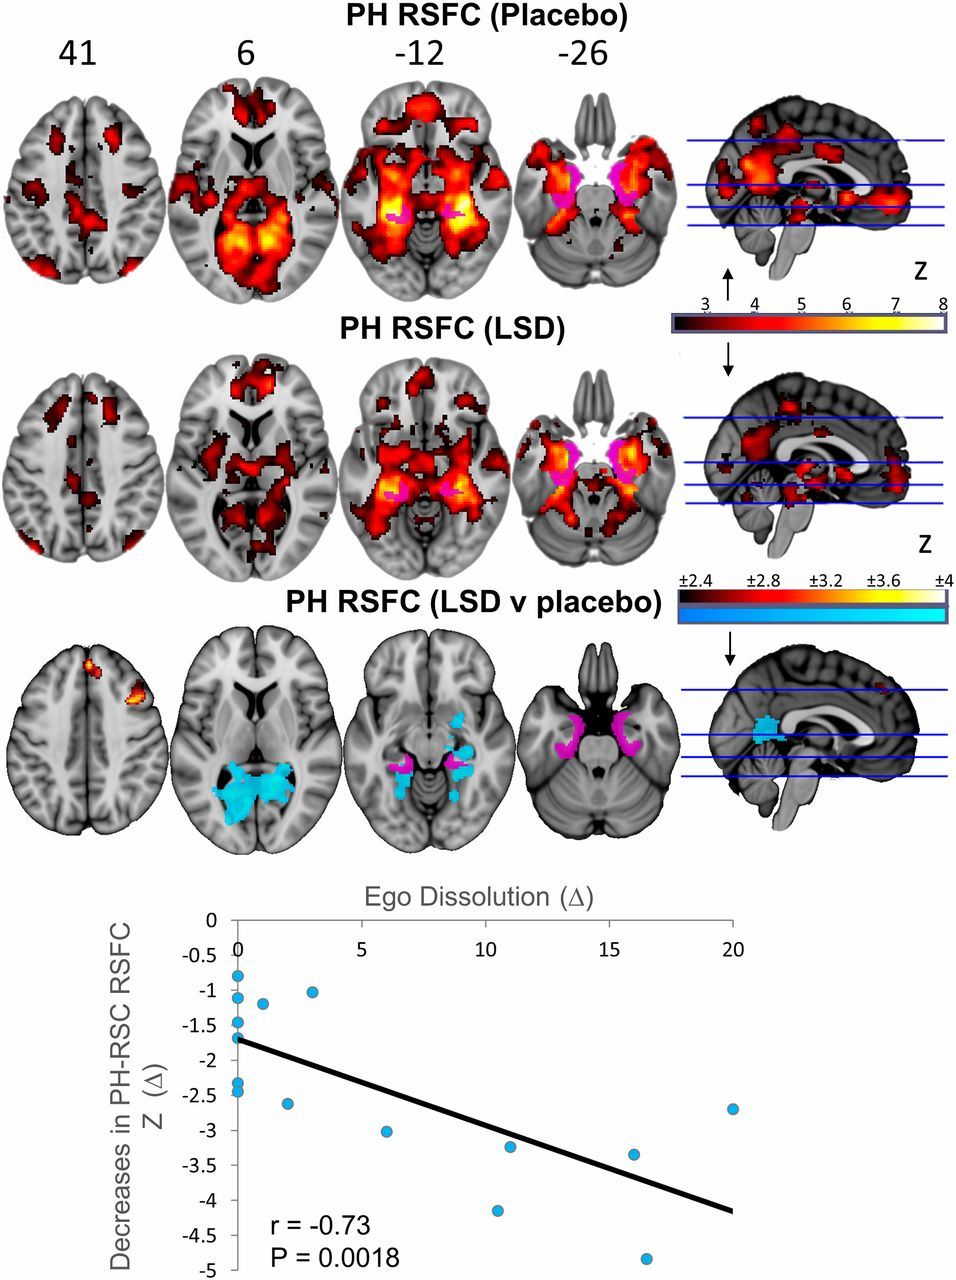 PH RSFC (Placebo)
41 6 -12 -26
Z
3 4 5 6 7 8
PH RSFC (LSD)
Z
±2.4 ±2.8 ±3.2 ±3.6 ±4
PH RSFC (LSD v placebo)
Ego Dissolution (Δ)
0 5 10 15 20
Decreases in PH-RSC RSFC
Z (Δ)
0
-0.5
-1
-1.5
-2
-2.5
-3
-3.5
-4
-4.5
-5
r = -0.73
P = 0.0018